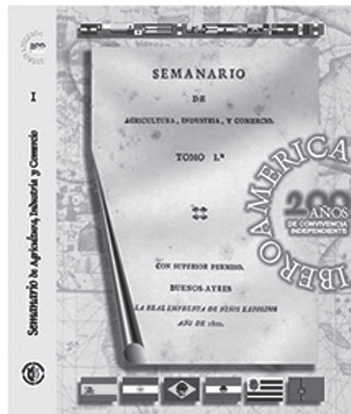 I
Semanario de Agricultura, Industria y Comercio
SEMANARIO
DE
AGRICULTURA, INDUSTRIA, Y COMERCIO.
TOMO I.º
CON SUPERIOR PERMISO.
BUENOS-AYRES
LA REAL IMPRENTA DE NIÑOS EXPOSITOS
AÑO DE 1802.
IBEROAMERICA
200 AÑOS
DE CONVIVENCIA
INDEPENDIENTE